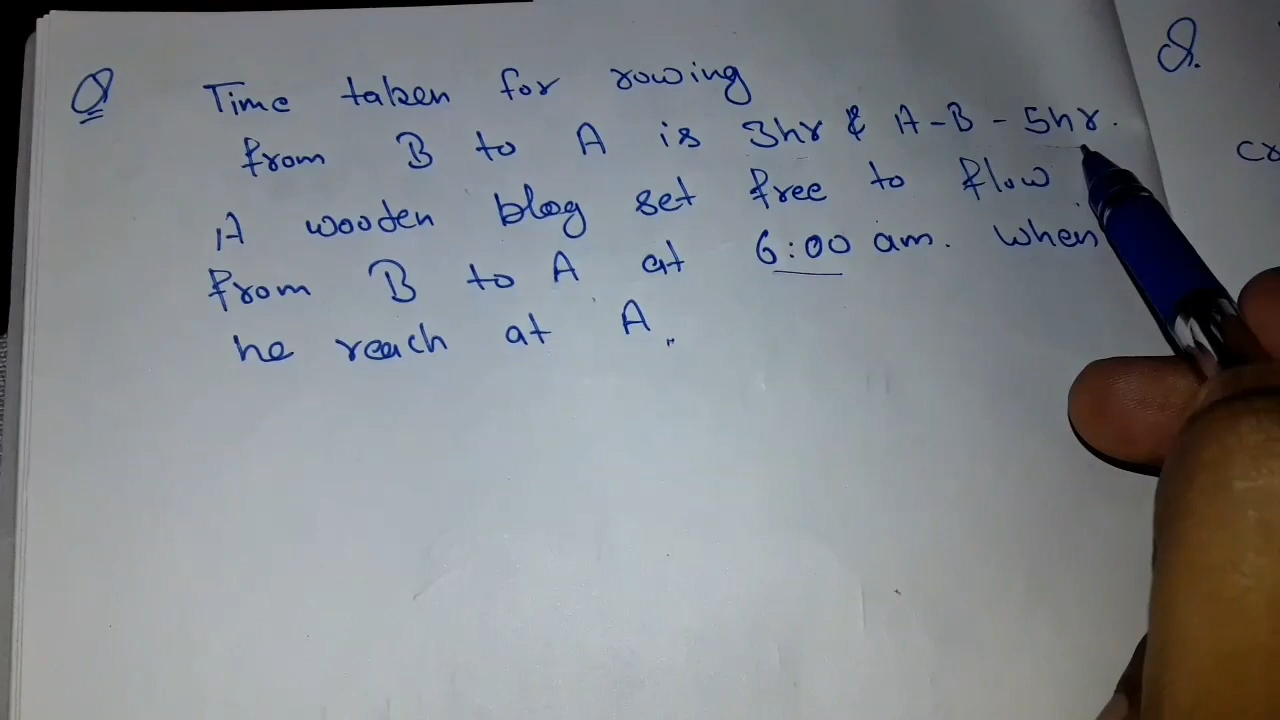 Q Time taken for rowing
from B to A is 3hr & A-B - 5hr.
A wooden blog set free to flow
from B to A at 6:00 am. when
he reach at A
Q.